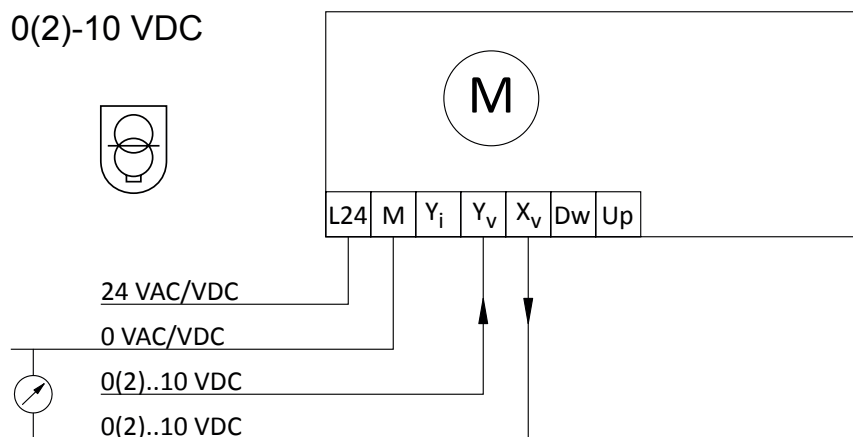 0(2)-10 VDC
M
L24 M Yi Yv Xv Dw Up
24 VAC/VDC
0 VAC/VDC
0(2)..10 VDC
0(2)..10 VDC